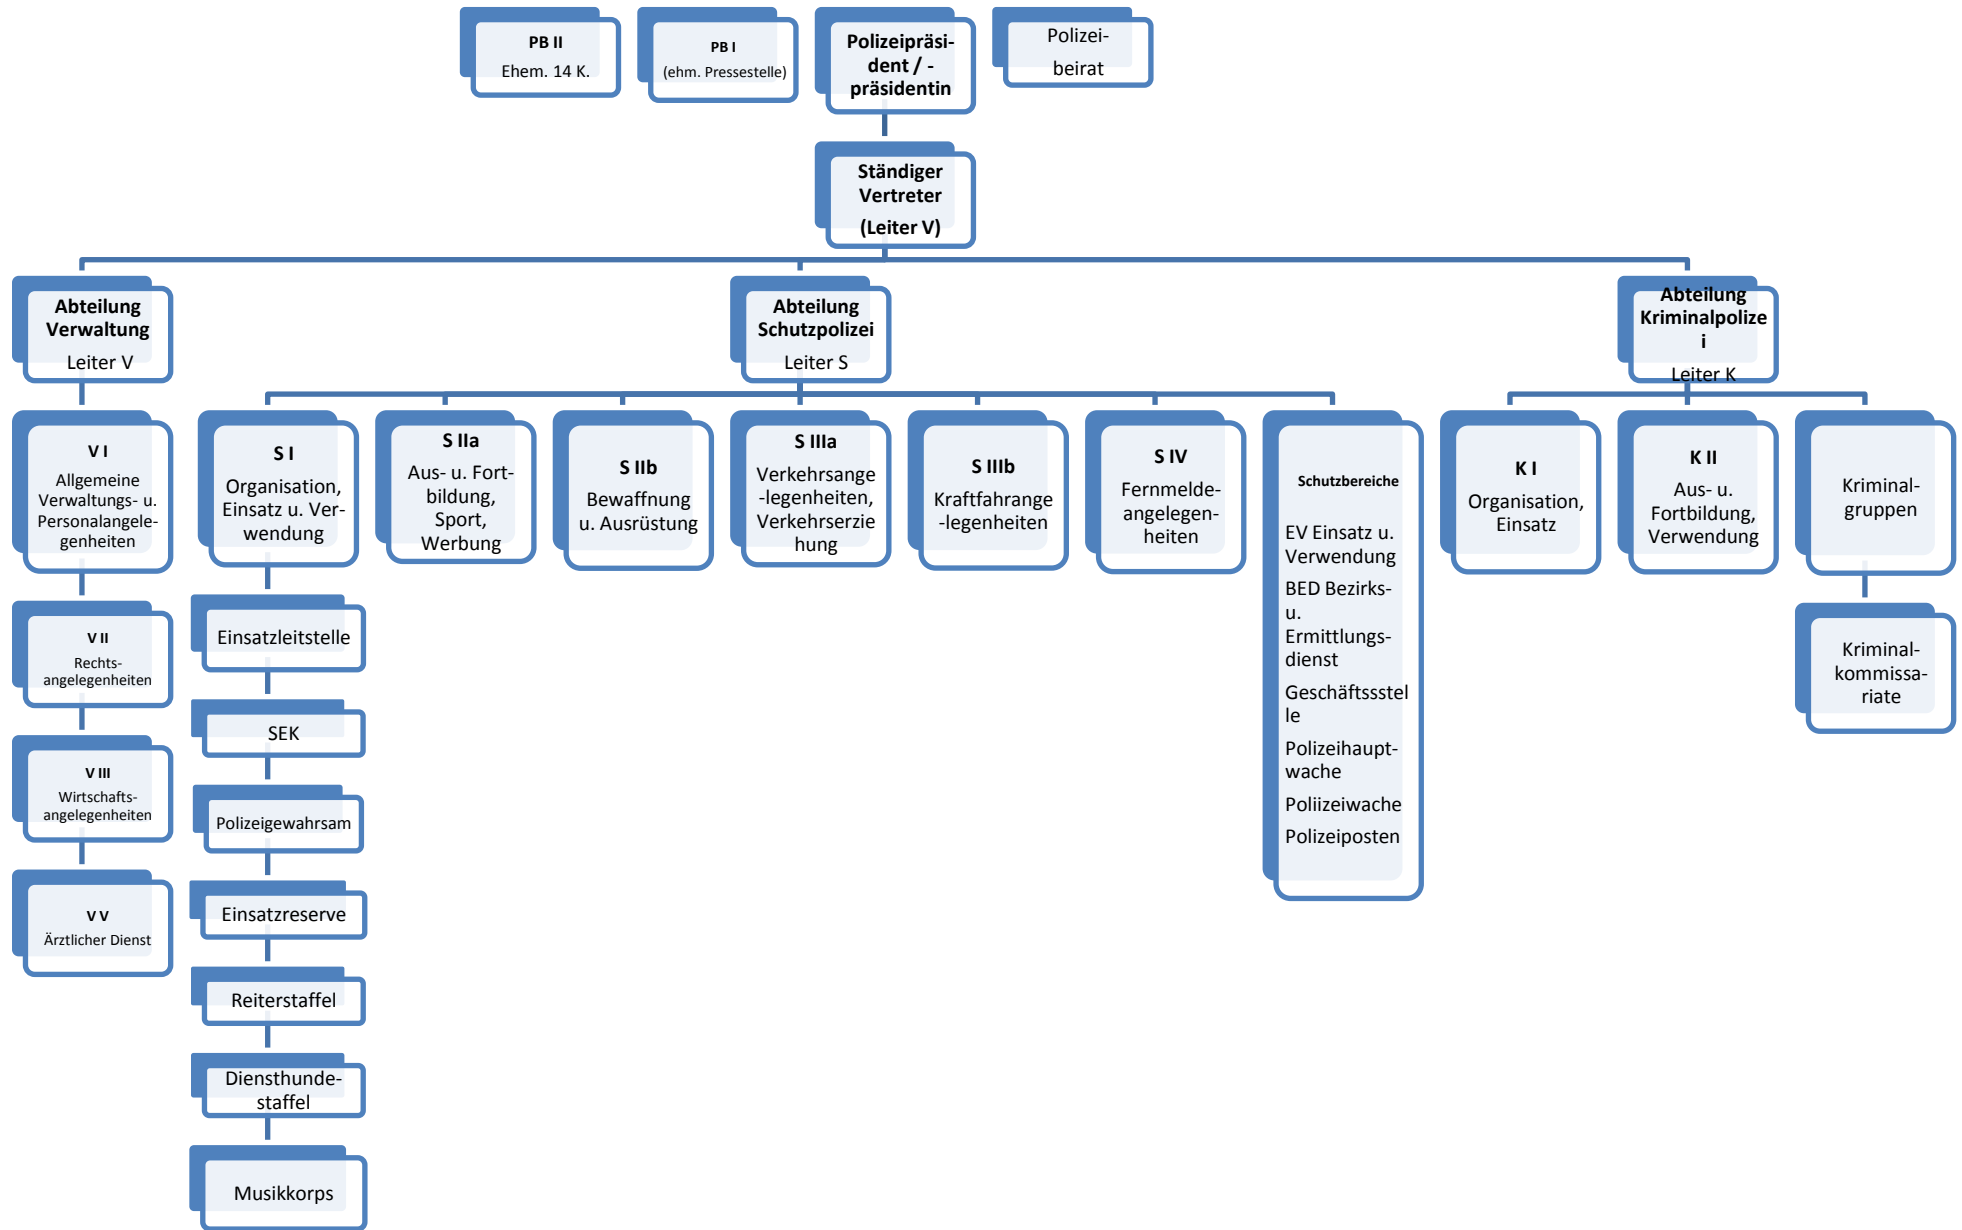 PB II
Ehem. 14 K.
PB I
(ehm. Pressestelle)
Polizeipräsi-
dent / -
präsidentin
Polizei-
beirat
Ständiger
Vertreter
(Leiter V)
Abteilung
Verwaltung
Leiter V
Abteilung
Schutzpolizei
Leiter S
Abteilung
Kriminalpolize
i
Leiter K
V I
Allgemeine
Verwaltungs- u.
Personalangele-
genheiten
V II
Rechts-
angelegenheiten
V III
Wirtschafts-
angelegenheiten
V V
Ärztlicher Dienst
S I
Organisation,
Einsatz u. Ver-
wendung
Einsatzleitstelle
SEK
Polizeigewahrsam
Einsatzreserve
Reiterstaffel
Diensthunde-
staffel
Musikkorps
S IIa
Aus- u. Fort-
bildung,
Sport,
Werbung
S IIb
Bewaffnung
u. Ausrüstung
S IIIa
Verkehrsange
-legenheiten,
Verkehrserzie
hung
S IIIb
Kraftfahrange
-legenheiten
S IV
Fernmelde-
angelegen-
heiten
Schutzbereiche
EV Einsatz u.
Verwendung
BED Bezirks-
u.
Ermittlungs-
dienst
Geschäftssstel
le
Polizeihaupt-
wache
Poliizeiwache
Polizeiposten
K I
Organisation,
Einsatz
K II
Aus- u.
Fortbildung,
Verwendung
Kriminal-
gruppen
Kriminal-
kommissa-
riate